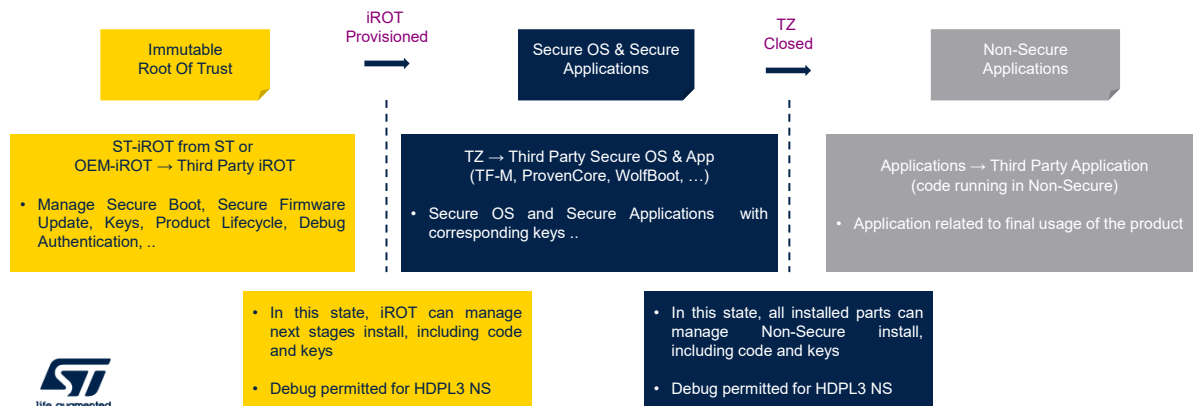 iROT
Provisioned
TZ
Closed
Immutable
Root Of Trust
Secure OS & Secure
Applications
Non-Secure
Applications
ST-iROT from ST or
OEM-iROT → Third Party iROT
• Manage Secure Boot, Secure Firmware
Update, Keys, Product Lifecycle, Debug
Authentication, ..
TZ → Third Party Secure OS & App
(TF-M, ProvenCore, WolfBoot, …)
• Secure OS and Secure Applications with
corresponding keys ..
Applications → Third Party Application
(code running in Non-Secure)
• Application related to final usage of the product
• In this state, iROT can manage
next stages install, including code
and keys
• Debug permitted for HDPL3 NS
• In this state, all installed parts can
manage Non-Secure install,
including code and keys
• Debug permitted for HDPL3 NS
ST
life.augmented